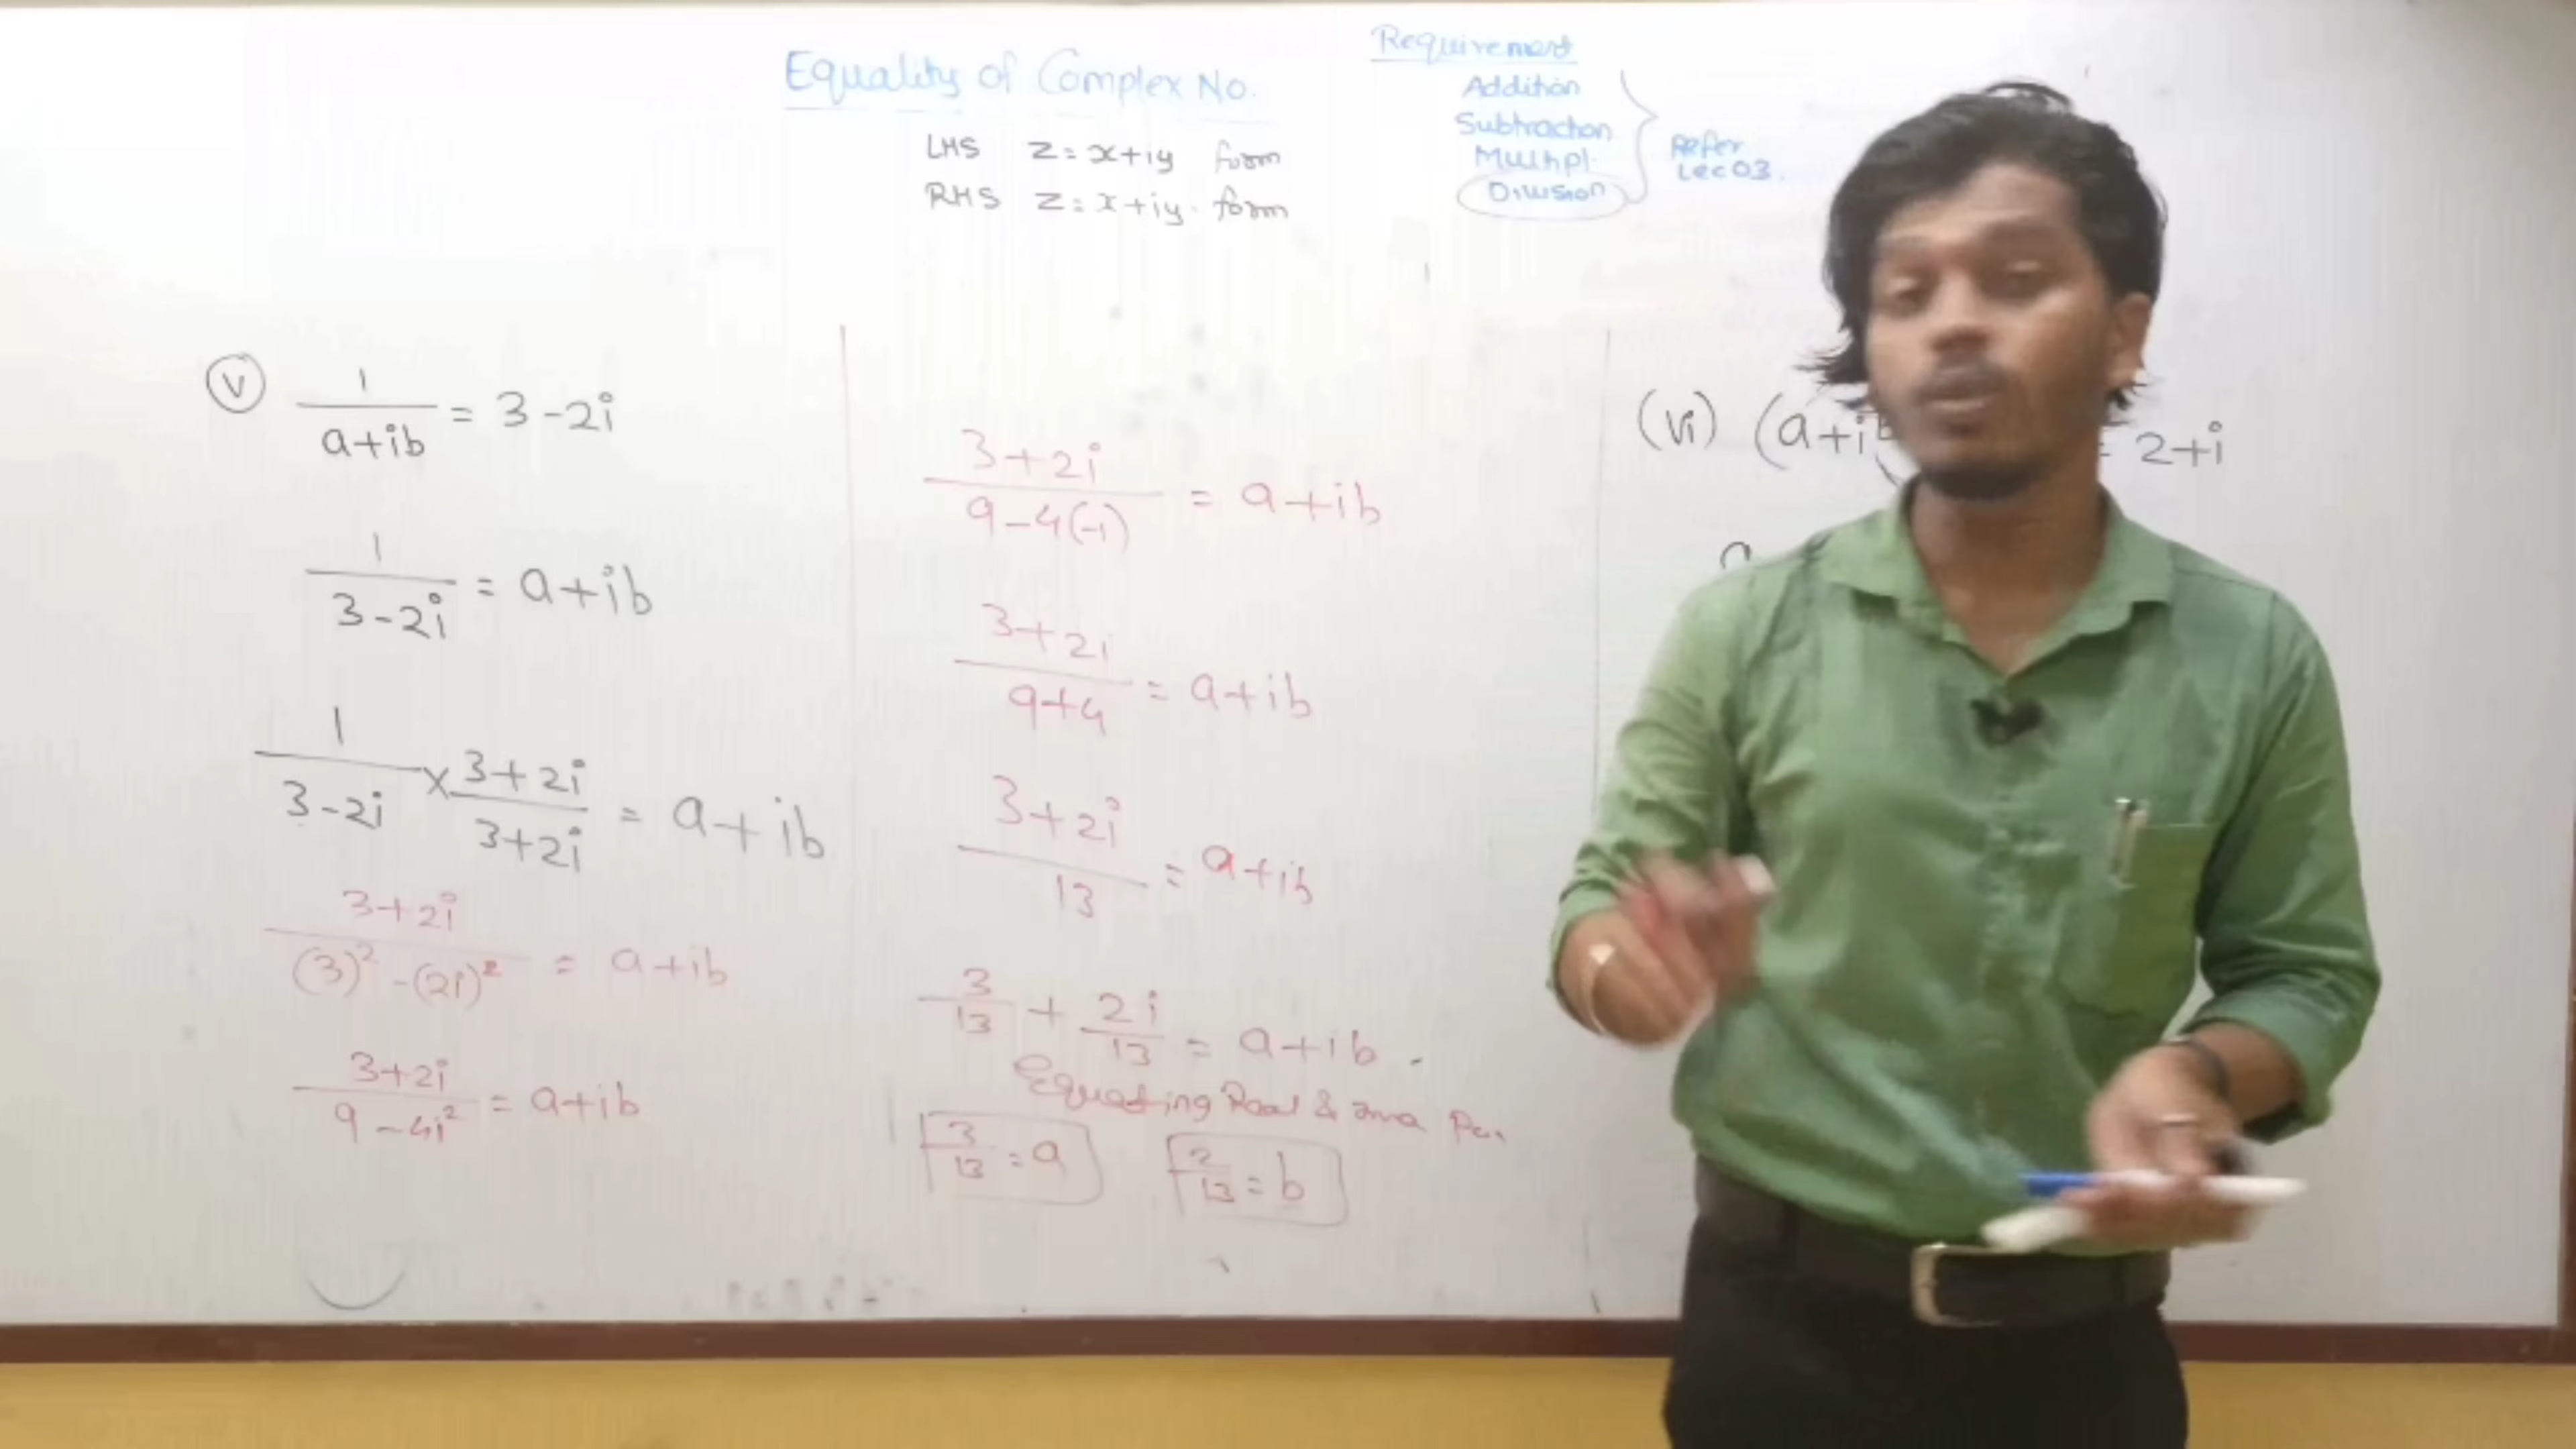 Equality of Complex No.
LHS z = x+iy form
RHS z = x+iy. form
Requirement
Addition
Subtraction
Multipl.
Division
Refer
Lec 03.
(v) 1/(a+ib) = 3-2i
1/(3-2i) = a+ib
1/(3-2i) × (3+2i)/(3+2i) = a+ib
(3+2i)/((3)² -(2i)²) = a+ib
(3+2i)/(9-4i²) = a+ib
(3+2i)/(9-4(-1)) = a+ib
(3+2i)/(9+4) = a+ib
(3+2i)/13 = a+ib
3/13 + 2i/13 = a+ib.
Equating Real &
3/13 = a 2/13 = b
(vi) (a+ib = 2+i